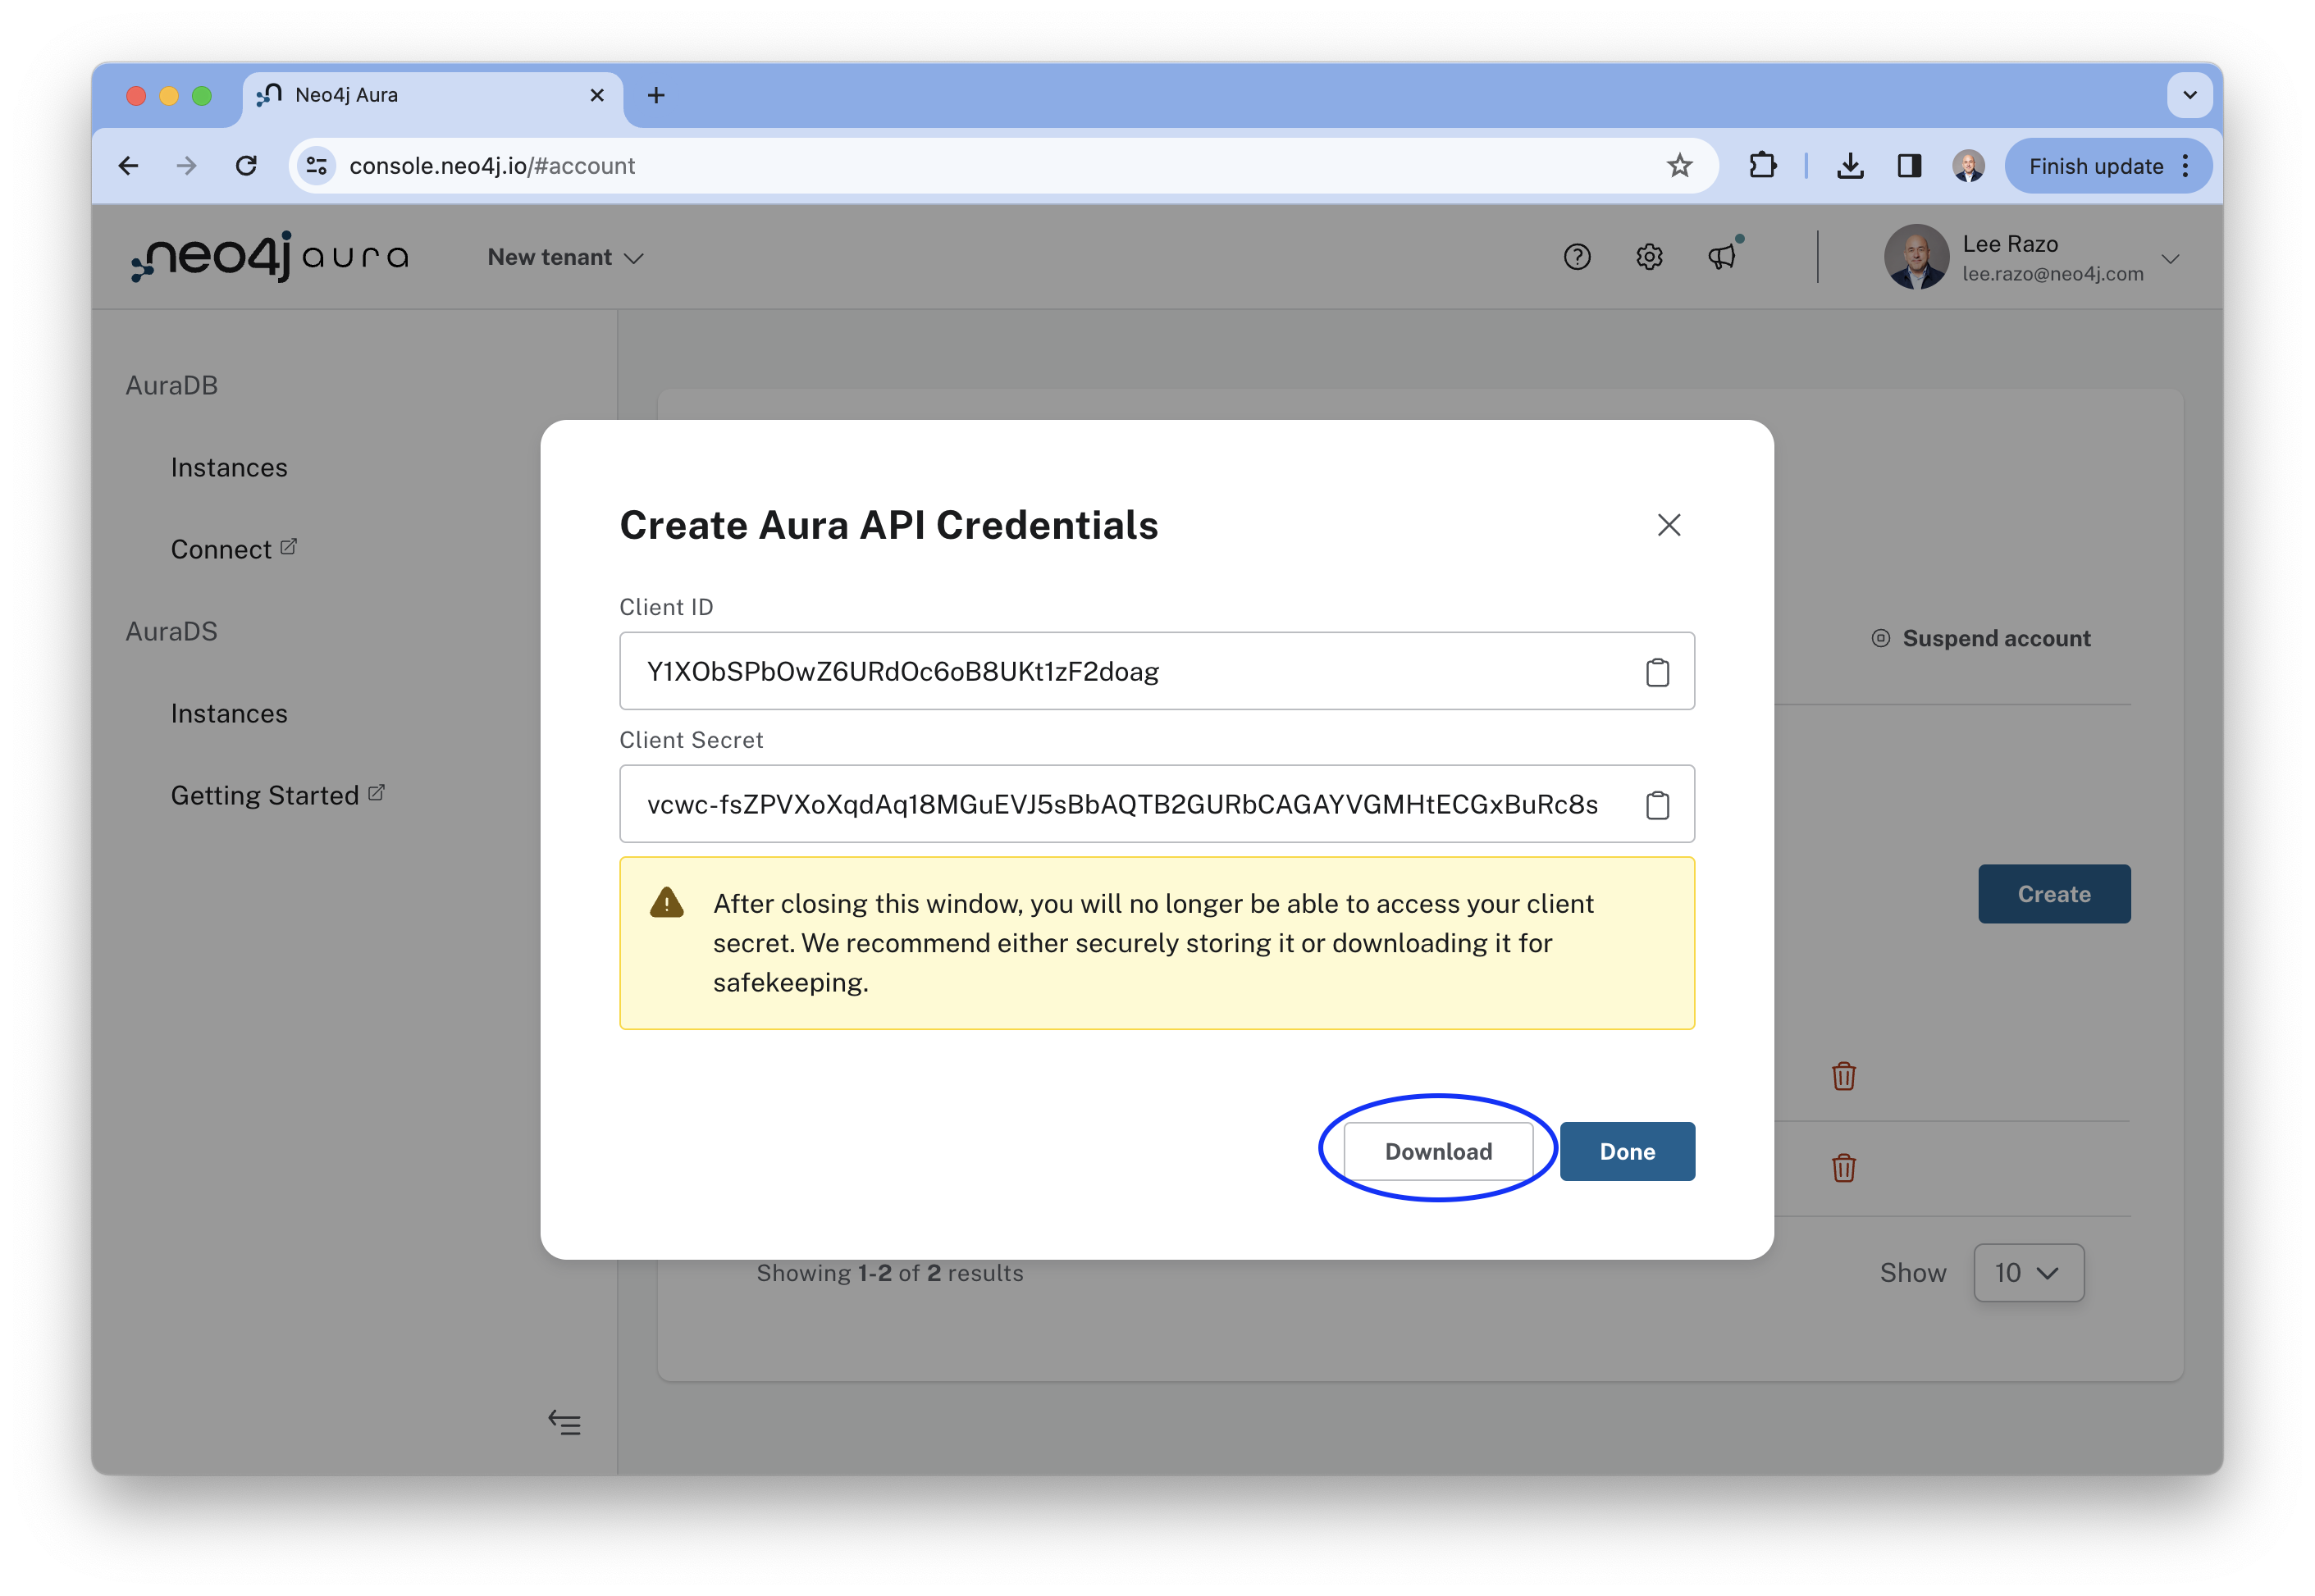 Neo4j Aura
console.neo4j.io/#account
Finish update
neo4j aura
New tenant
Lee Razo
lee.razo@neo4j.com
AuraDB
Instances
Connect
AuraDS
Instances
Getting Started
Suspend account
Create
Create Aura API Credentials
Client ID
Y1XObSPbOwZ6URdOc6oB8UKt1zF2doag
Client Secret
vcwc-fsZPVXoXqdAq18MGuEVJ5sBbAQTB2GURbCAGAYVGMHtECGxBuRc8s
After closing this window, you will no longer be able to access your client
secret. We recommend either securely storing it or downloading it for
safekeeping.
Download
Done
Showing 1-2 of 2 results
Show
10